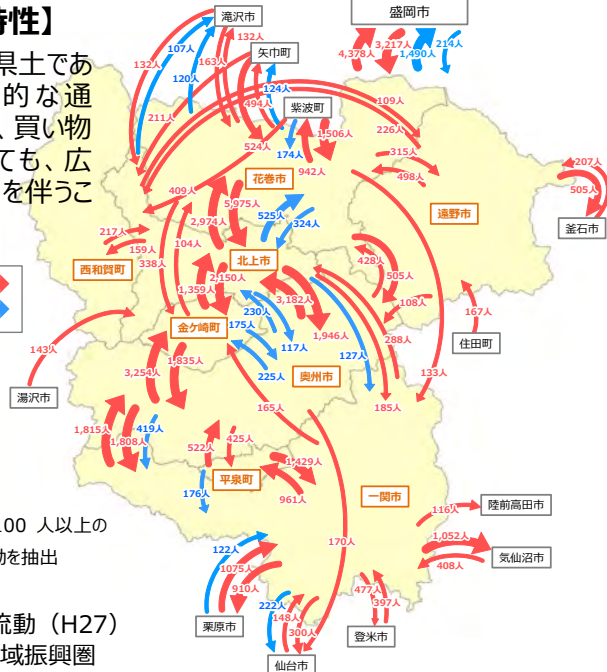 特性】
県土であ
的な通
、買い物
ても、広
を伴うこ
滝沢市
矢巾町
紫波町
盛岡市
132人
107人
120人
163人
132人
124人
494人
524人
211人
174人
1,506人
942人
4,378人
3,217人
1,490人
214人
109人
226人
315人
498人
207人
505人
釜石市
花巻市
遠野市
409人
5,975人
2,974人
525人
324人
217人
159人
西和賀町
338人
104人
北上市
2,150人
1,359人
428人
505人
108人
167人
住田町
3,182人
1,946人
230人
175人
117人
225人
127人
288人
185人
133人
金ケ崎町
奥州市
143人
湯沢市
3,254人
1,835人
165人
1,815人
1,808人
419人
522人
425人
1,429人
961人
平泉町
176人
一関市
116人
陸前高田市
1,052人
408人
気仙沼市
170人
100 人以上の
動を抽出
122人
1075人
910人
栗原市
222人
148人
300人
仙台市
477人
397人
登米市
流動（H27）
域振興圏